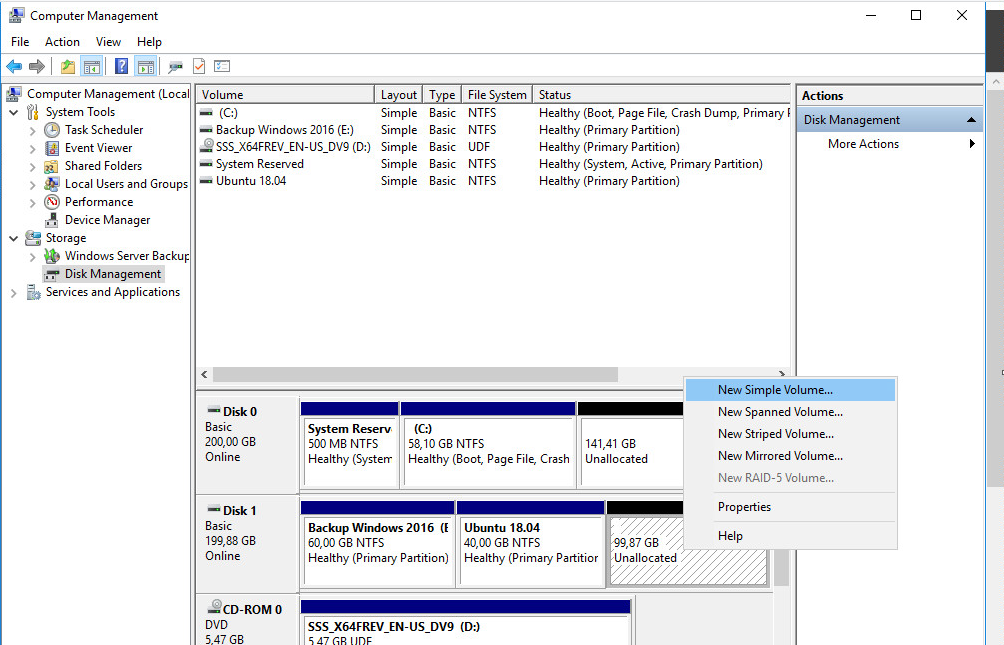 Computer Management
File Action View Help
Computer Management (Local
System Tools
Task Scheduler
Event Viewer
Shared Folders
Local Users and Groups
Performance
Device Manager
Storage
Windows Server Backup
Disk Management
Services and Applications
Volume Layout Type File System Status
(C:) Simple Basic NTFS Healthy (Boot, Page File, Crash Dump, Primary P
Backup Windows 2016 (E:) Simple Basic NTFS Healthy (Primary Partition)
SSS_X64FREV_EN-US_DV9 (D:) Simple Basic UDF Healthy (Primary Partition)
System Reserved Simple Basic NTFS Healthy (System, Active, Primary Partition)
Ubuntu 18.04 Simple Basic NTFS Healthy (Primary Partition)
Actions
Disk Management
More Actions
Disk 0
Basic
200,00 GB
Online
System Reserv
500 MB NTFS
Healthy (System
(C:)
58,10 GB NTFS
Healthy (Boot, Page File, Crash
141,41 GB
Unallocated
Disk 1
Basic
199,88 GB
Online
Backup Windows 2016 (E
60,00 GB NTFS
Healthy (Primary Partition)
Ubuntu 18.04
40,00 GB NTFS
Healthy (Primary Partition
99,87 GB
Unallocated
CD-ROM 0
DVD
5,47 GB
SSS_X64FREV_EN-US_DV9 (D:)
5,47 GB UDF
New Simple Volume...
New Spanned Volume...
New Striped Volume...
New Mirrored Volume...
New RAID-5 Volume...
Properties
Help